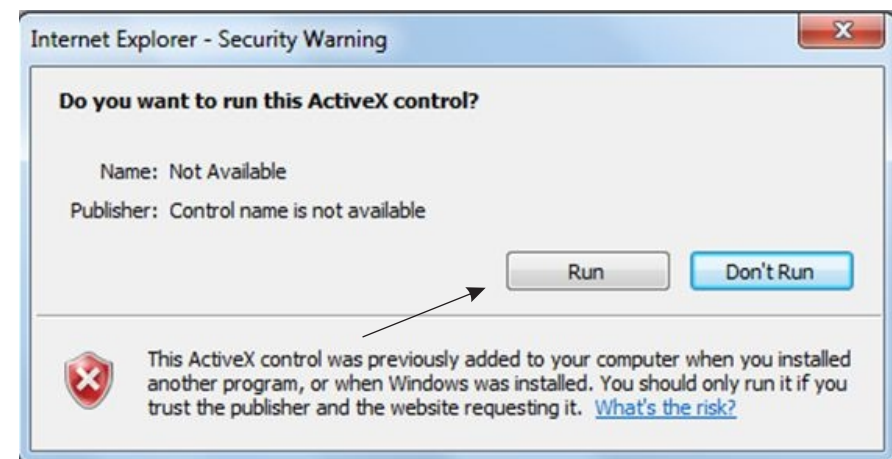 Internet Explorer - Security Warning
Do you want to run this ActiveX control?
Name: Not Available
Publisher: Control name is not available
Run Don't Run
This ActiveX control was previously added to your computer when you installed
another program, or when Windows was installed. You should only run it if you
trust the publisher and the website requesting it. What's the risk?